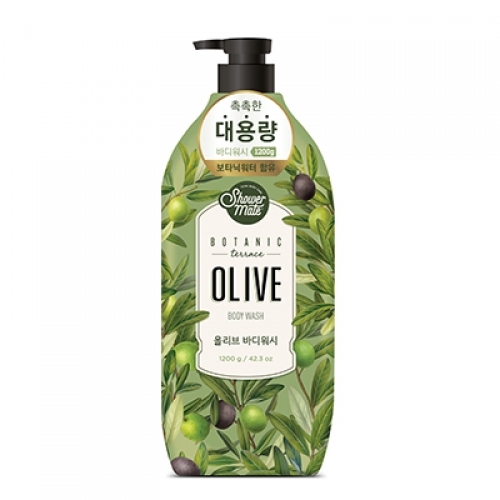 촉촉한
대용량
바디워시 1200g
보타닉워터 함유
Shower
Mate
BOTANIC
terrace
OLIVE
BODY WASH
올리브 바디워시
1200 g / 42.3 oz